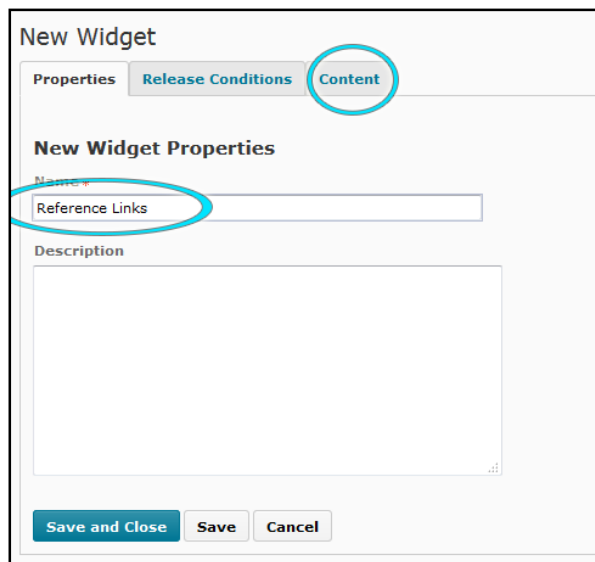 New Widget
Properties Release Conditions Content
New Widget Properties
Name*
Reference Links
Description
Save and Close Save Cancel